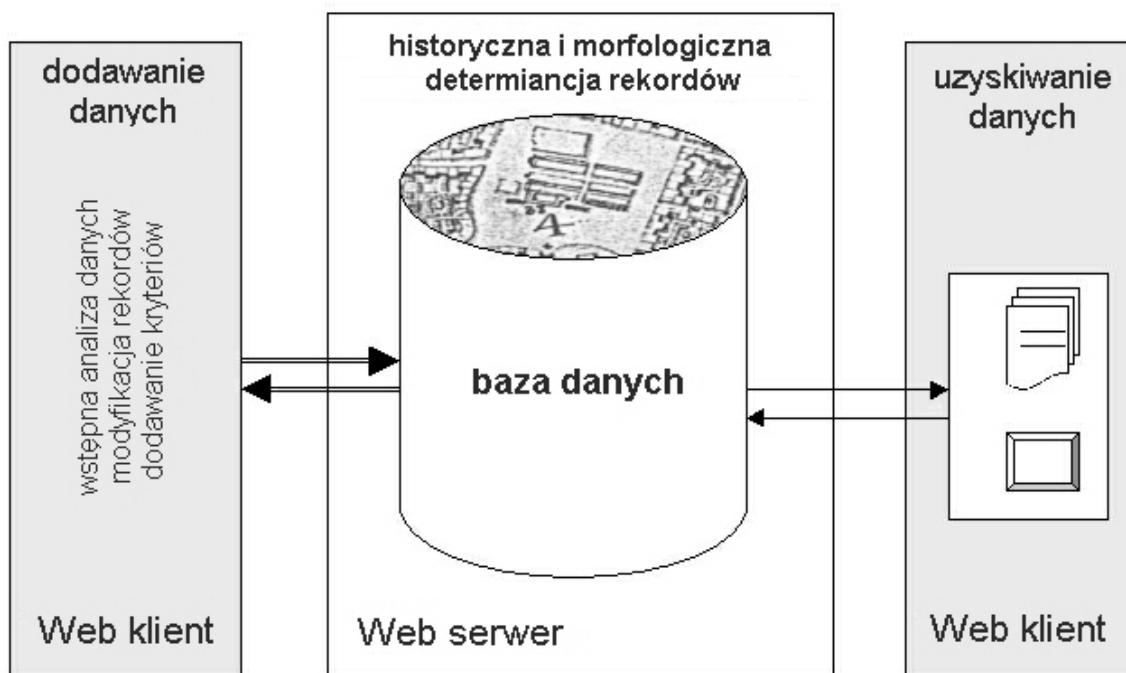 dodawanie
danych
wstępna analiza danych
modyfikacja rekordów
dodawanie kryteriów
Web klient
historyczna i morfologiczna
determiancja rekordów
A
baza danych
Web serwer
uzyskiwanie
danych
Web klient